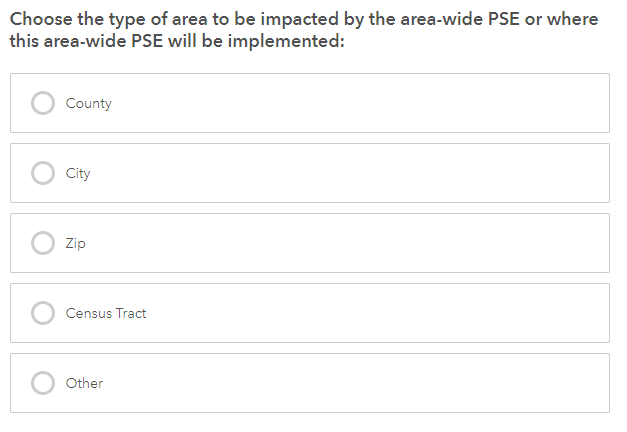 Choose the type of area to be impacted by the area-wide PSE or where
this area-wide PSE will be implemented:
County
City
Zip
Census Tract
Other